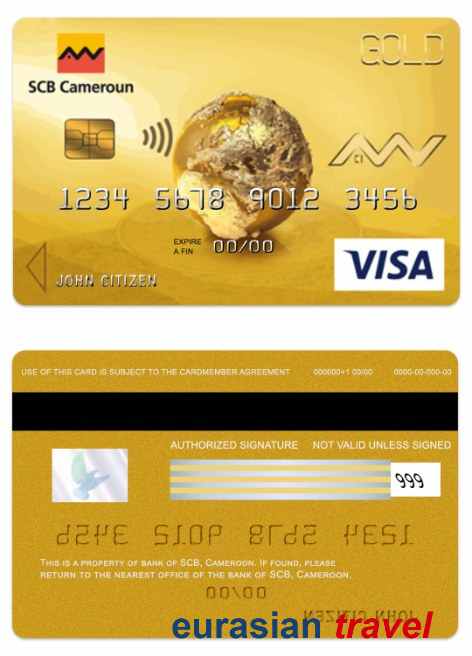 GOLD
SCB Cameroun
1234 5678 9012 3456
EXPIRE
A FIN 00/00
JOHN CITIZEN
VISA
USE OF THIS CARD IS SUBJECT TO THE CARDMEMBER AGREEMENT 000000+1 00/00 0000-00-000-00
AUTHORIZED SIGNATURE NOT VALID UNLESS SIGNED
999
THIS IS A PROPERTY OF BANK OF SCB, CAMEROON. IF FOUND, PLEASE
RETURN TO THE NEAREST OFFICE OF THE BANK OF SCB, CAMEROON.
00/00
eurasian travel